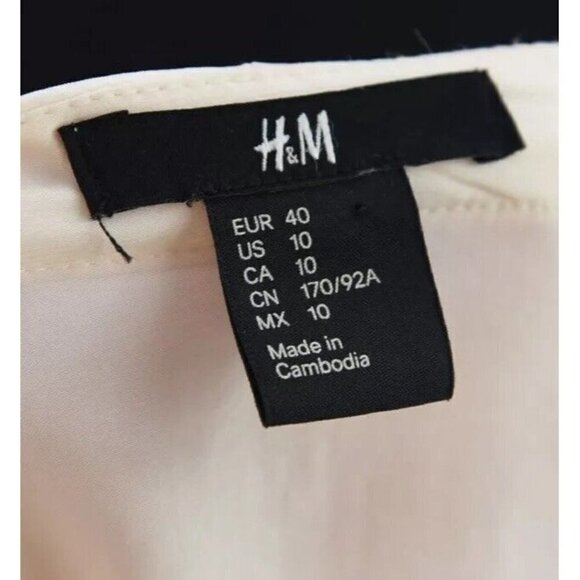 H&M
EUR 40
US 10
CA 10
CN 170/92A
MX 10
Made in
Cambodia